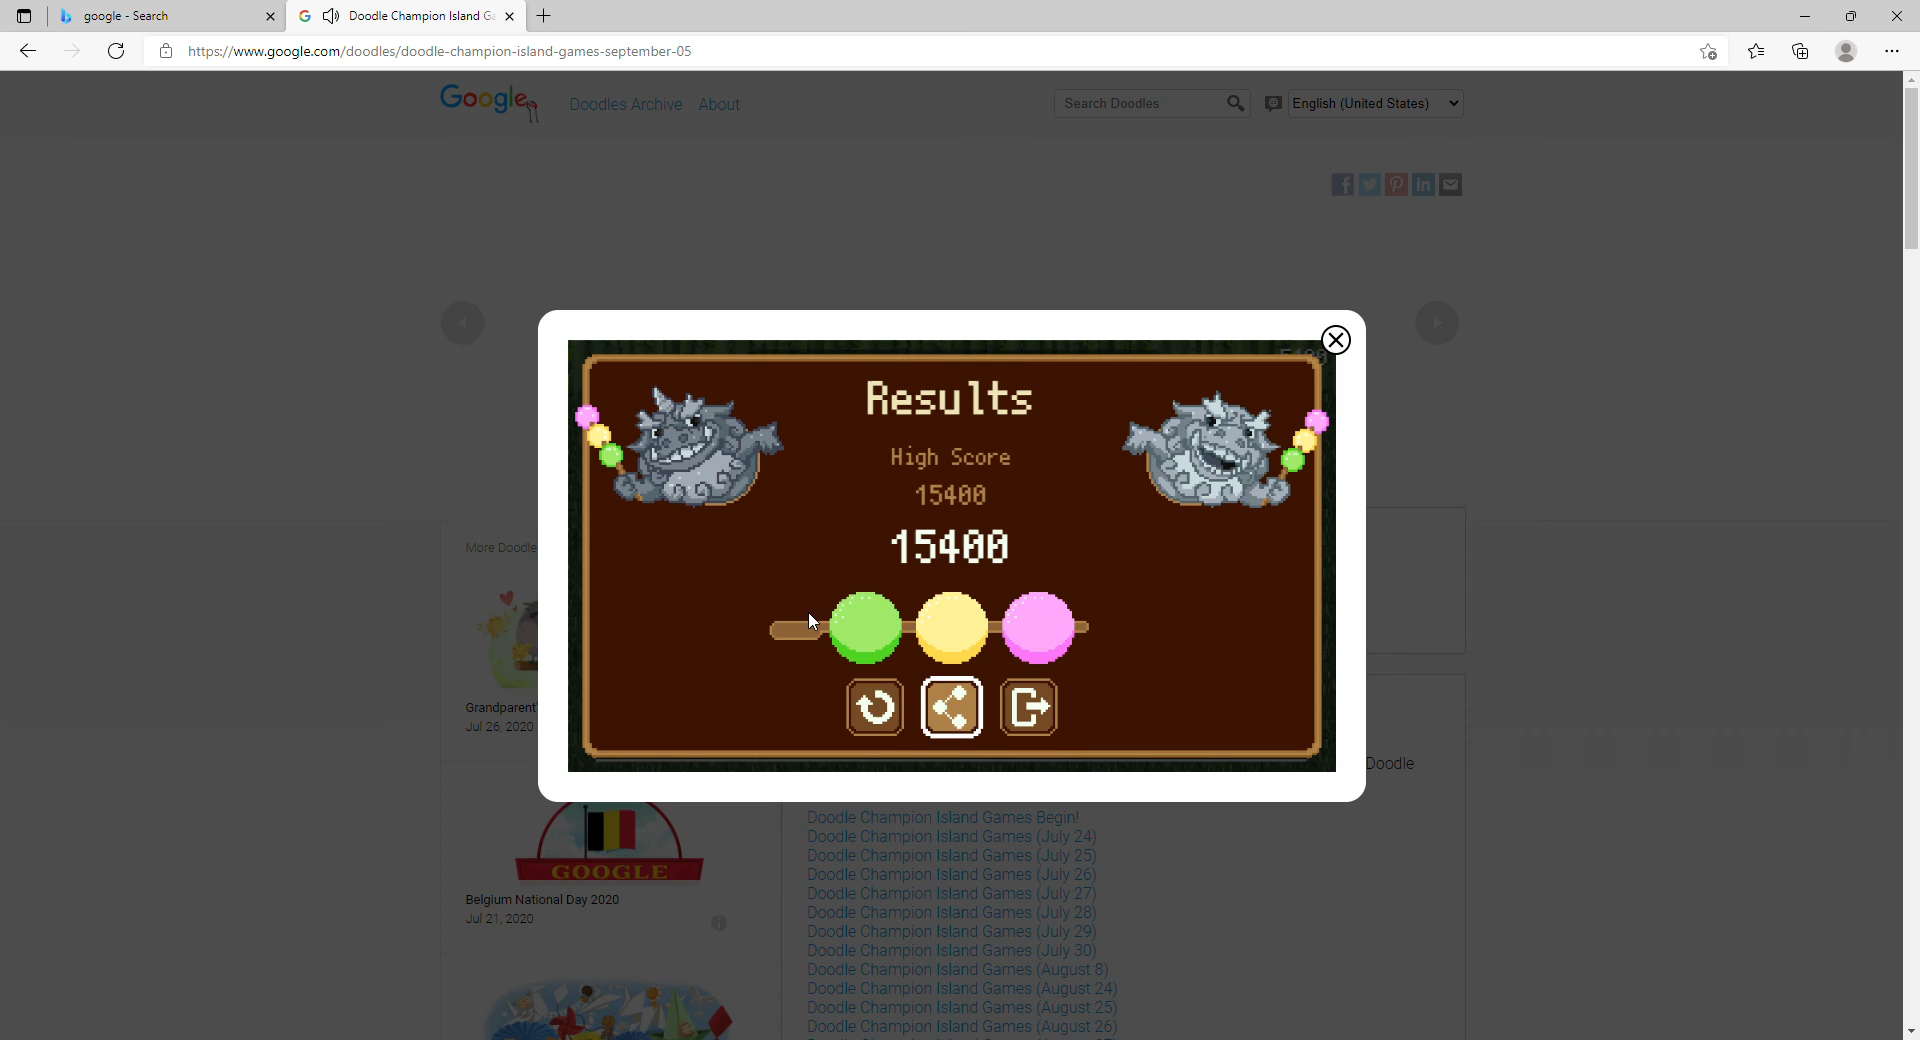 google - Search
Doodle Champion Island Ga
https://www.google.com/doodles/doodle-champion-island-games-september-05
Google
Doodles Archive
About
Search Doodles
English (United States)
Results
High Score
15400
15400
More Doodle
Grandparent'
Jul 26, 2020
Doodle
GOOGLE
Belgium National Day 2020
Jul 21, 2020
Doodle Champion Island Games Begin!
Doodle Champion Island Games (July 24)
Doodle Champion Island Games (July 25)
Doodle Champion Island Games (July 26)
Doodle Champion Island Games (July 27)
Doodle Champion Island Games (July 28)
Doodle Champion Island Games (July 29)
Doodle Champion Island Games (July 30)
Doodle Champion Island Games (August 8)
Doodle Champion Island Games (August 24)
Doodle Champion Island Games (August 25)
Doodle Champion Island Games (August 26)